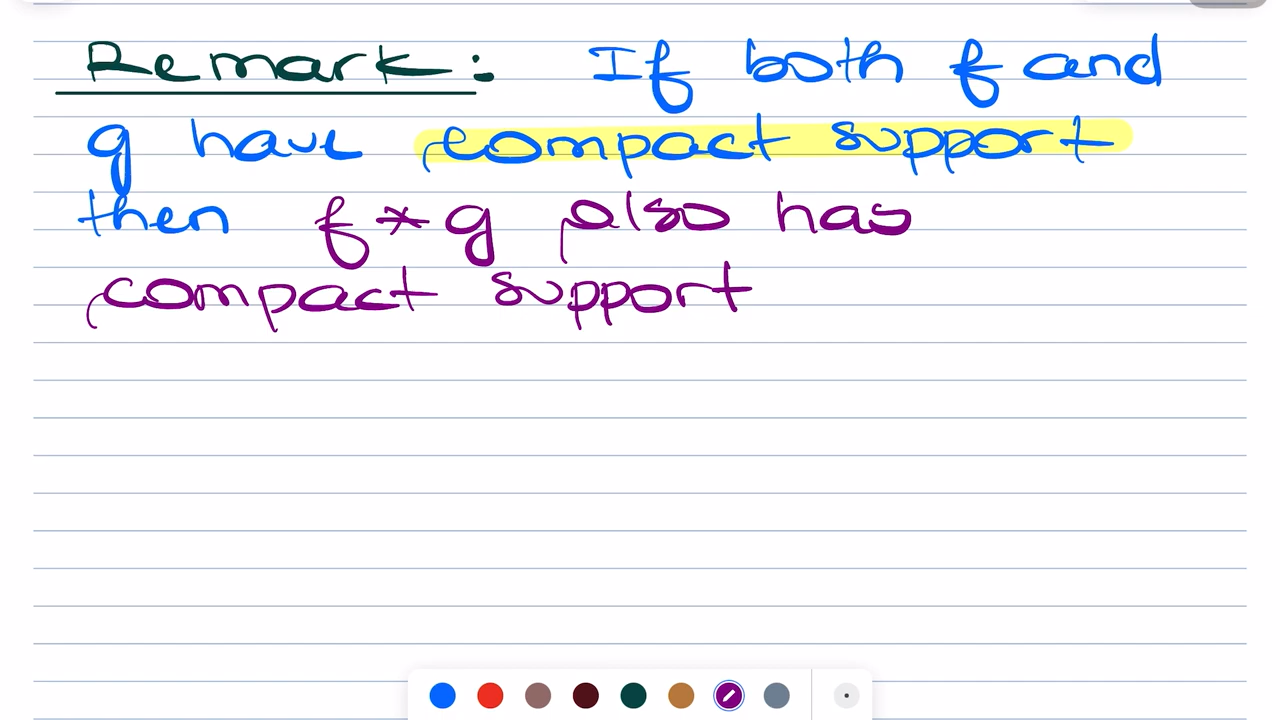 Remark: If both f and
g have compact support
then f * g also has
compact support